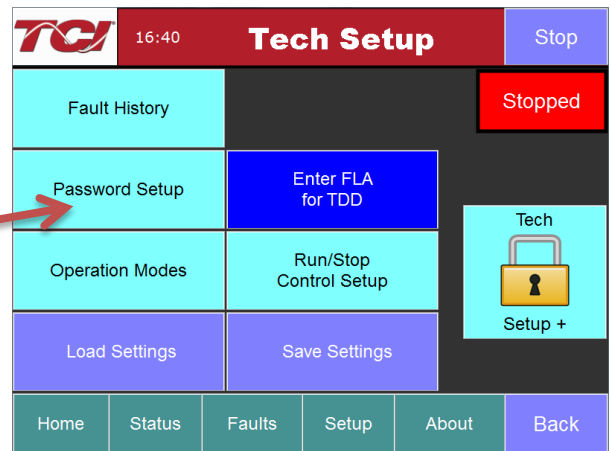 TCI
16:40
Tech Setup
Stop
Fault History
Stopped
Password Setup
Enter FLA
for TDD
Tech
Operation Modes
Run/Stop
Control Setup
Setup +
Load Settings
Save Settings
Home
Status
Faults
Setup
About
Back